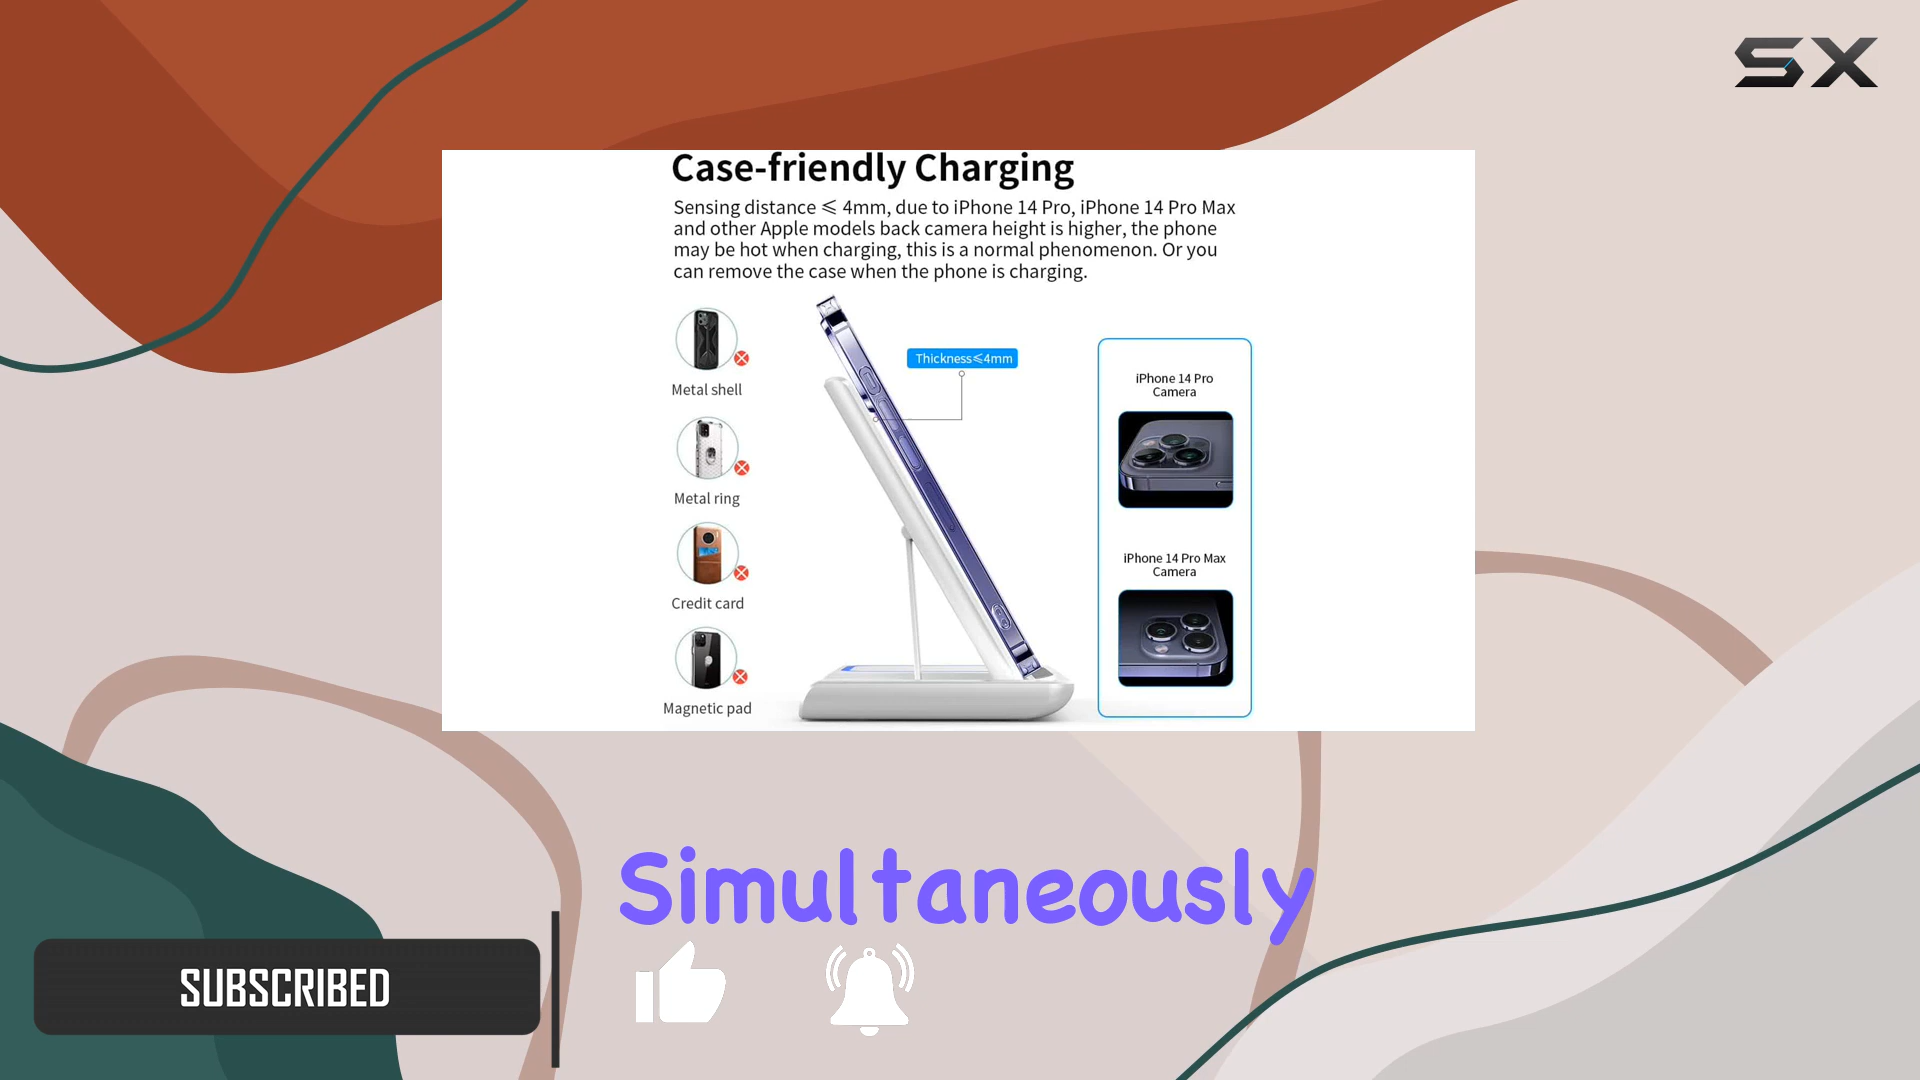 SX
Case-friendly Charging
Sensing distance ⩽ 4mm, due to iPhone 14 Pro, iPhone 14 Pro Max
and other Apple models back camera height is higher, the phone
may be hot when charging, this is a normal phenomenon. Or you
can remove the case when the phone is charging.
Thickness⩽4mm
Metal shell
Metal ring
Credit card
Magnetic pad
iPhone 14 Pro
Camera
iPhone 14 Pro Max
Camera
Simultaneously
SUBSCRIBED